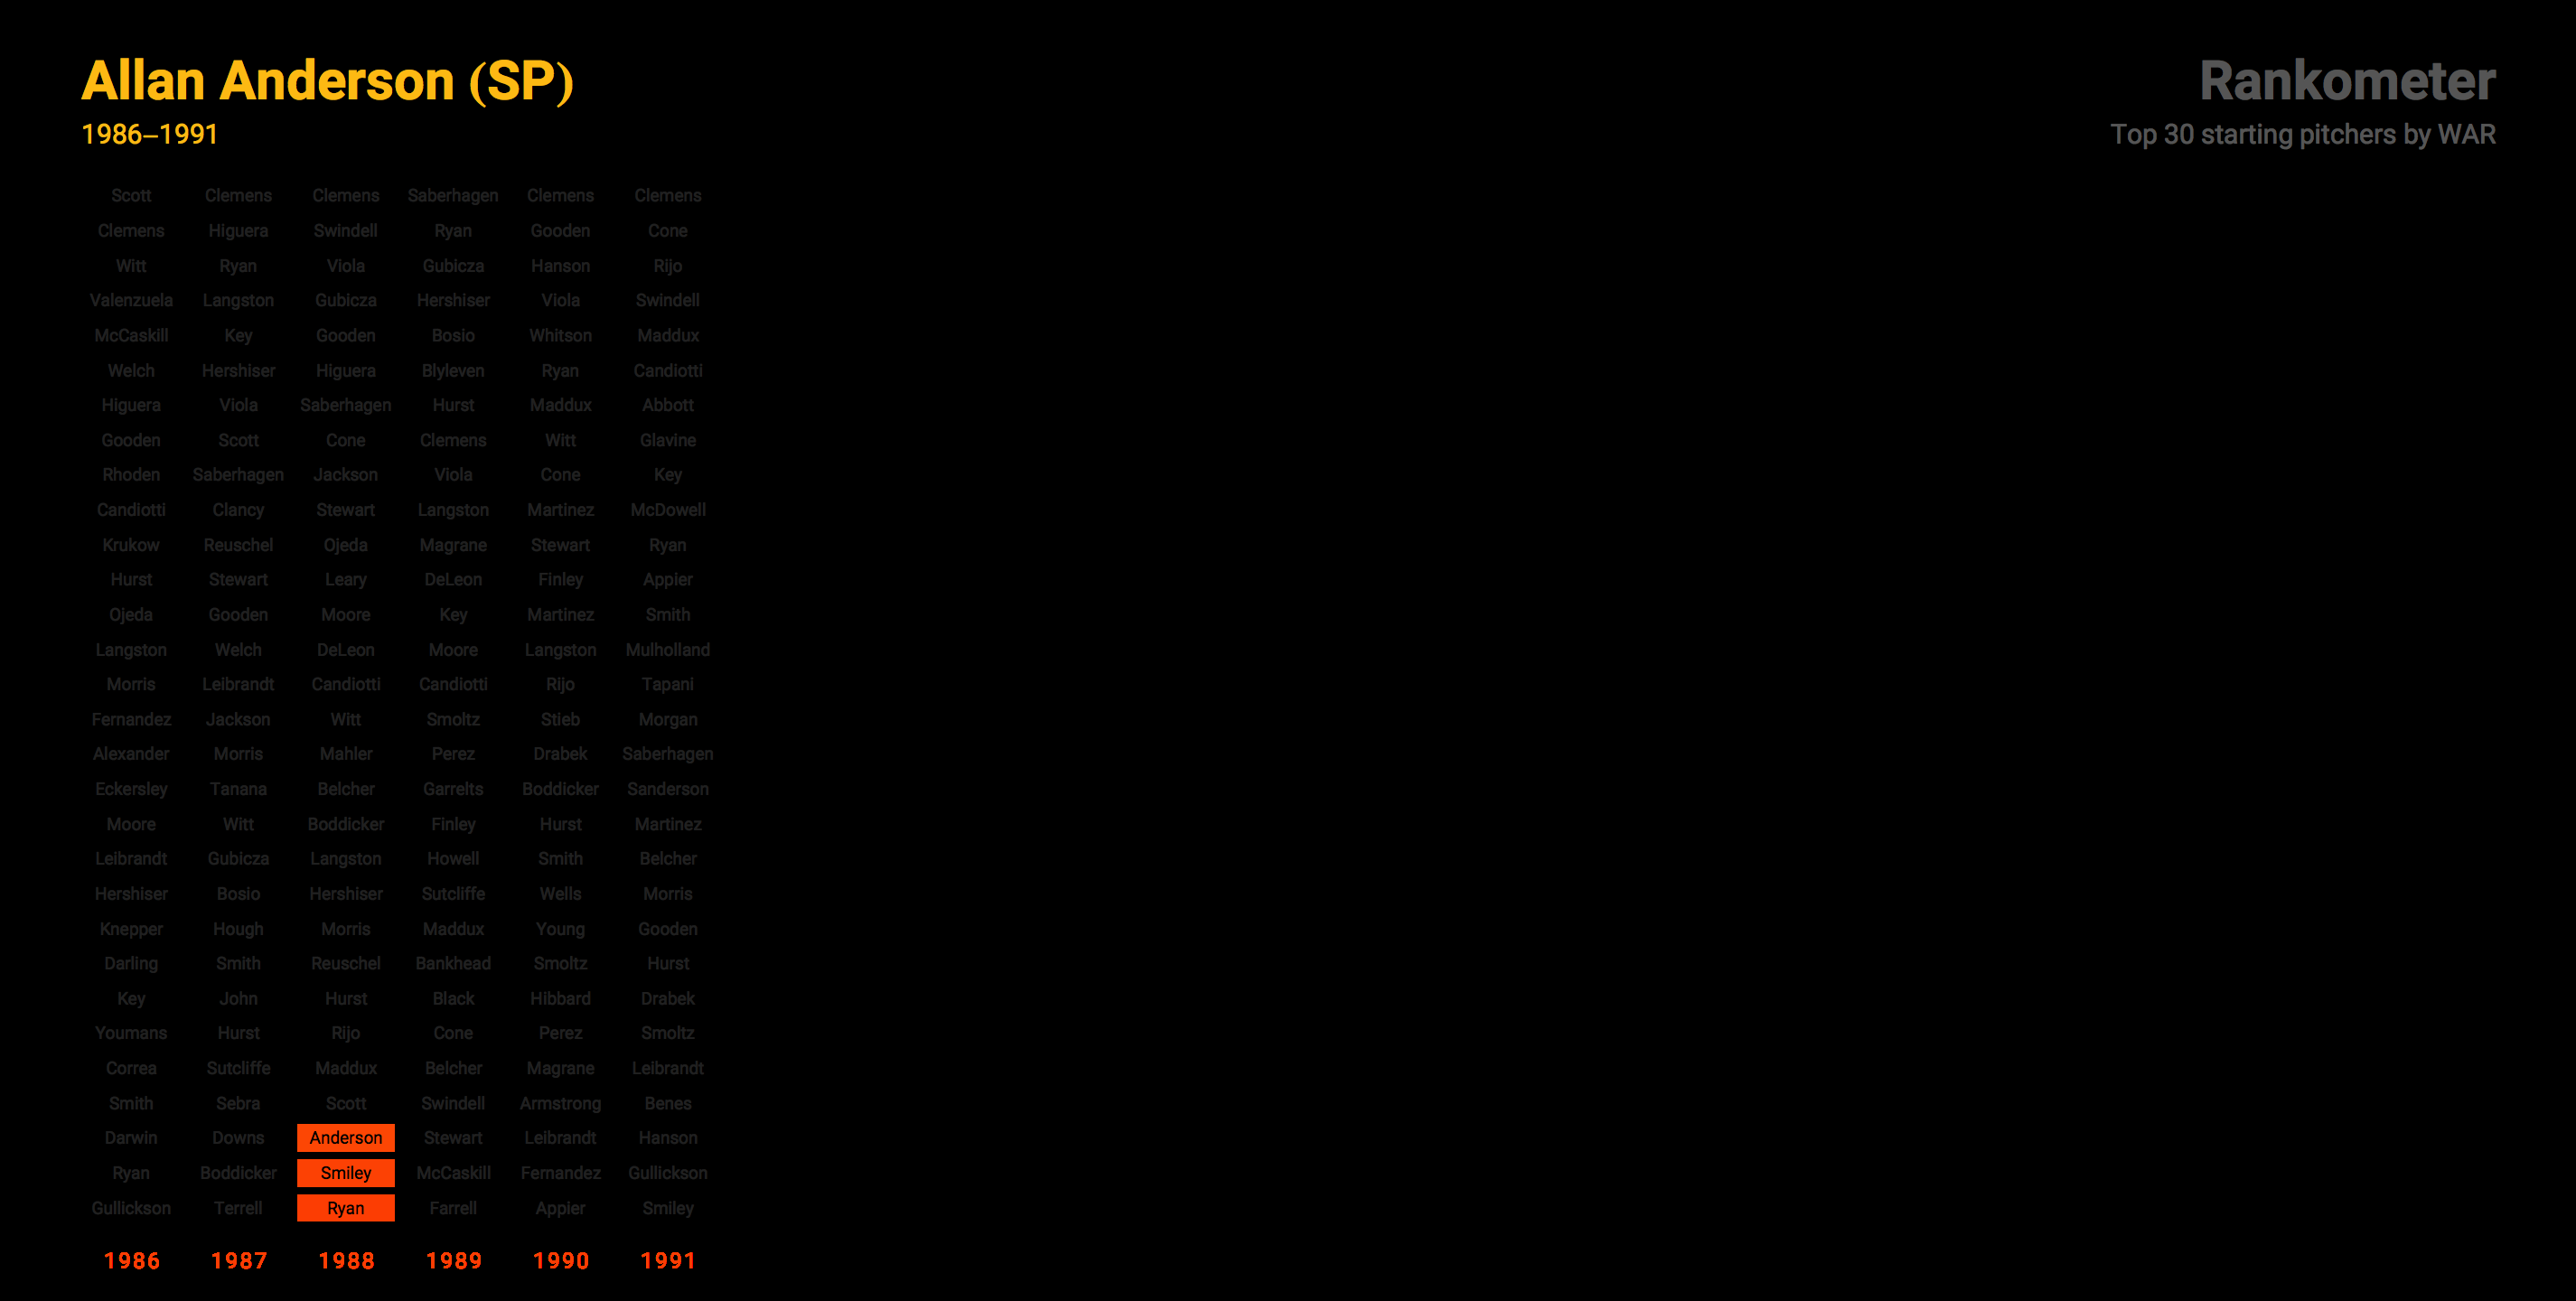 Allan Anderson (SP)
1986–1991
Rankometer
Top 30 starting pitchers by WAR
Scott Clemens Clemens Saberhagen Clemens Clemens
Clemens Higuera Swindell Ryan Gooden Cone
Witt Ryan Viola Gubicza Hanson Rijo
Valenzuela Langston Gubicza Hershiser Viola Swindell
McCaskill Key Gooden Bosio Whitson Maddux
Welch Hershiser Higuera Blyleven Ryan Candiotti
Higuera Viola Saberhagen Hurst Maddux Abbott
Gooden Scott Cone Clemens Witt Glavine
Rhoden Saberhagen Jackson Viola Cone Key
Candiotti Clancy Stewart Langston Martinez McDowell
Krukow Reuschel Ojeda Magrane Stewart Ryan
Hurst Stewart Leary DeLeon Finley Appier
Ojeda Gooden Moore Key Martinez Smith
Langston Welch DeLeon Moore Langston Mulholland
Morris Leibrandt Candiotti Candiotti Rijo Tapani
Fernandez Jackson Witt Smoltz Stieb Morgan
Alexander Morris Mahler Perez Drabek Saberhagen
Eckersley Tanana Belcher Garrelts Boddicker Sanderson
Moore Witt Boddicker Finley Hurst Martinez
Leibrandt Gubicza Langston Howell Smith Belcher
Hershiser Bosio Hershiser Sutcliffe Wells Morris
Knepper Hough Morris Maddux Young Gooden
Darling Smith Reuschel Bankhead Smoltz Hurst
Key John Hurst Black Hibbard Drabek
Youmans Hurst Rijo Cone Perez Smoltz
Correa Sutcliffe Maddux Belcher Magrane Leibrandt
Smith Sebra Scott Swindell Armstrong Benes
Darwin Downs Anderson Stewart Leibrandt Hanson
Ryan Boddicker Smiley McCaskill Fernandez Gullickson
Gullickson Terrell Ryan Farrell Appier Smiley
1986 1987 1988 1989 1990 1991